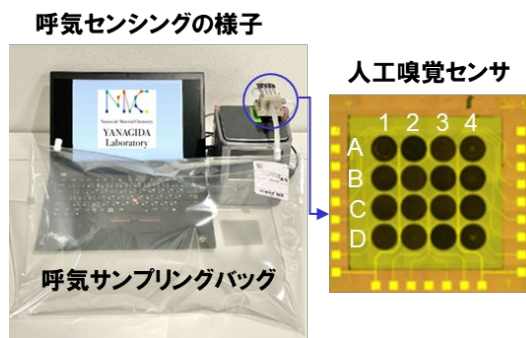 呼気センシングの様子
人工嗅覚センサ
NMC
Nanoscale Material Chemistry
YANAGIDA
Laboratory
1 2 3 4
A
B
C
D
呼気サンプリングバッグ